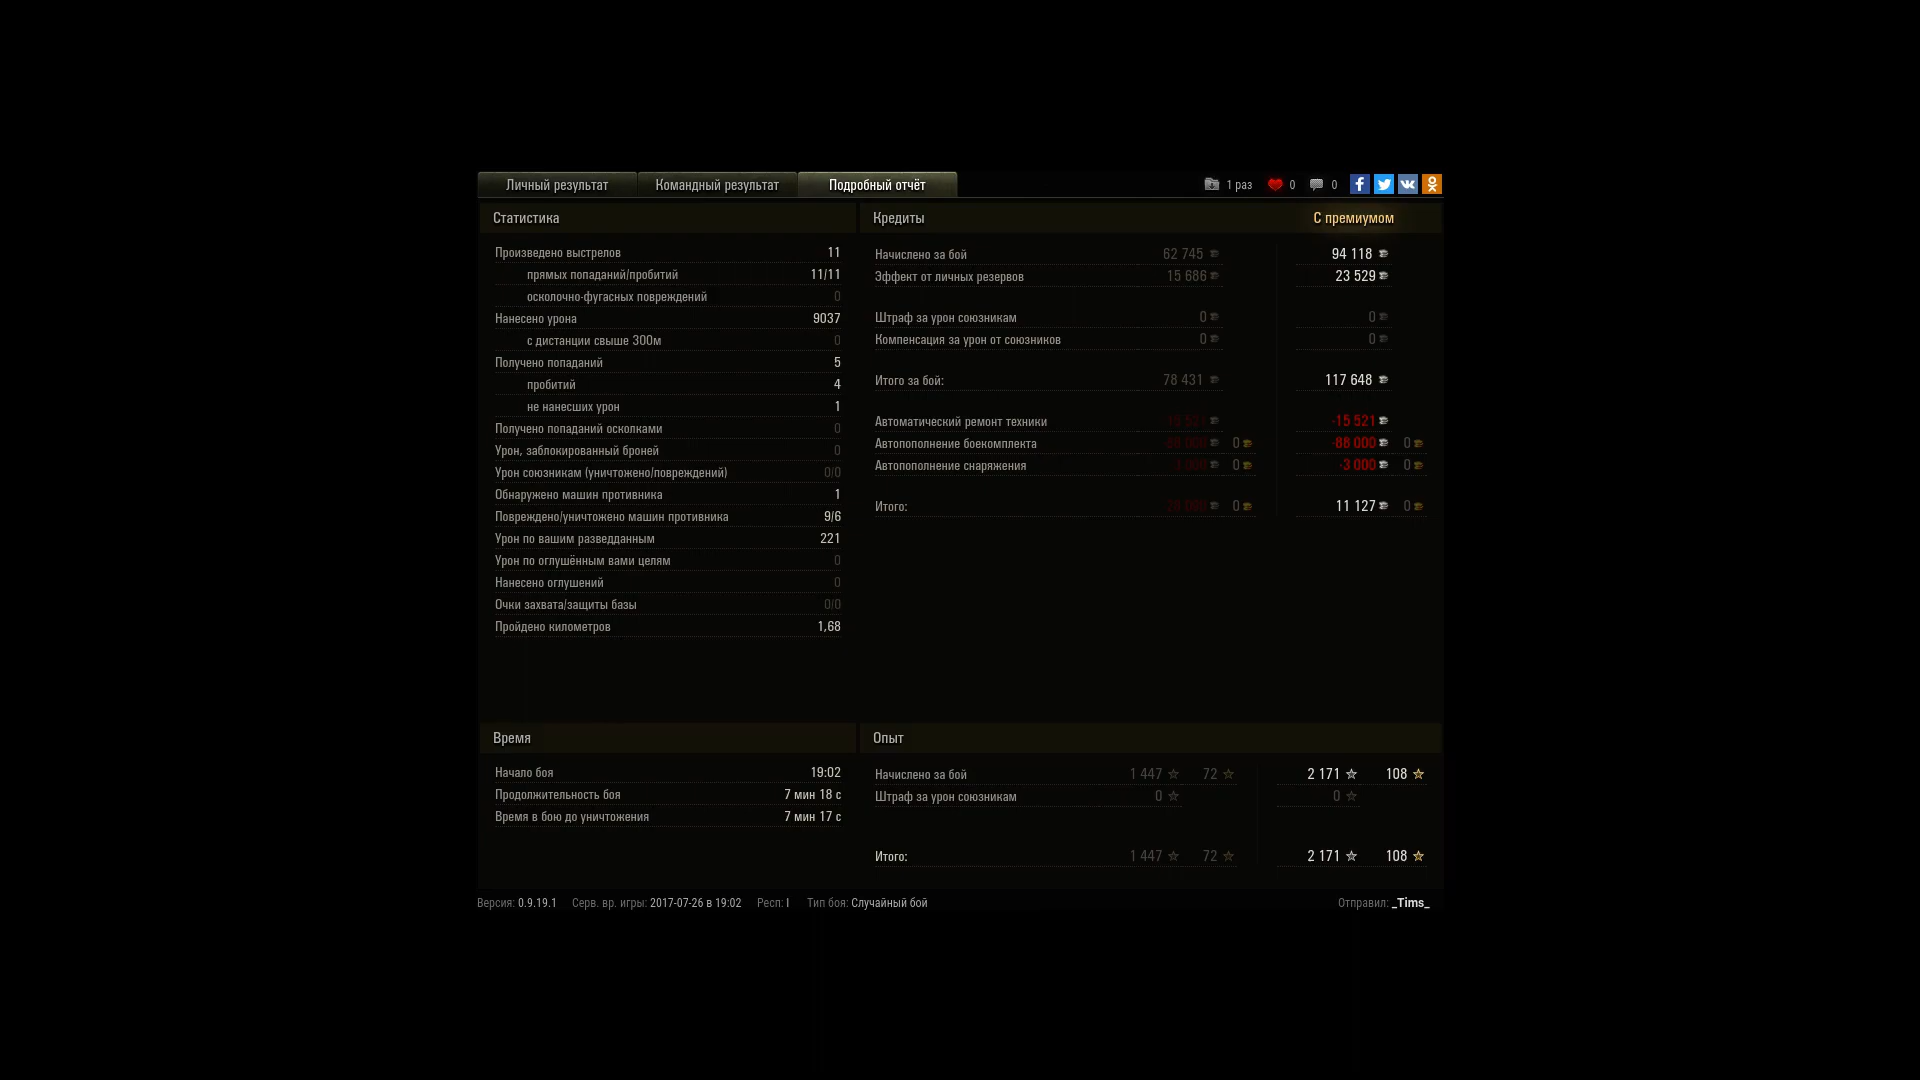 Личный результат Командный результат Подробный отчёт 1 раз 0 0
Статистика
Произведено выстрелов 11
прямых попаданий/пробитий 11/11
осколочно-фугасных повреждений 0
Нанесено урона 9037
с дистанции свыше 300м 0
Получено попаданий 5
пробитий 4
не нанесших урон 1
Получено попаданий осколками 0
Урон, заблокированный броней 0
Урон союзникам (уничтожено/повреждений) 0/0
Обнаружено машин противника 1
Повреждено/уничтожено машин противника 9/6
Урон по вашим разведданным 221
Урон по оглушённым вами целям 0
Нанесено оглушений 0
Очки захвата/защиты базы 0/0
Пройдено километров 1,68
Кредиты С премиумом
Начислено за бой 62 745 94 118
Эффект от личных резервов 15 686 23 529
Штраф за урон союзникам 0 0
Компенсация за урон от союзников 0 0
Итого за бой: 78 431 117 648
Автоматический ремонт техники -15 521
Автопополнение боекомплекта 0 0
Автопополнение снаряжения 0 -3 000 0
Итого: 0 11 127 0
Время
Начало боя 19:02
Продолжительность боя 7 мин 18 с
Время в бою до уничтожения 7 мин 17 с
Опыт
Начислено за бой 1 447 72 2 171 108
Штраф за урон союзникам 0 0
Итого: 1 447 72 2 171 108
Версия: 0.9.19.1 Серв. вр. игры: 2017-07-26 в 19:02 Респ: I Тип боя: Случайный бой Отправил: _Tims_